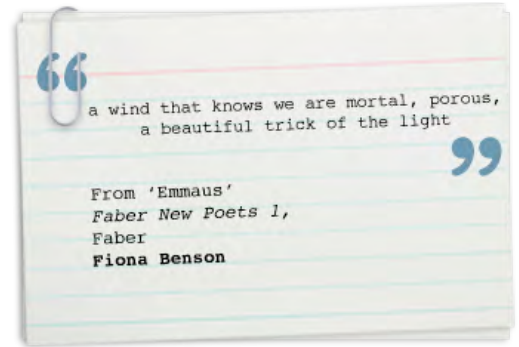 “
a wind that knows we are mortal, porous,
a beautiful trick of the light
”
From ‘Emmaus’
Faber New Poets 1,
Faber
Fiona Benson